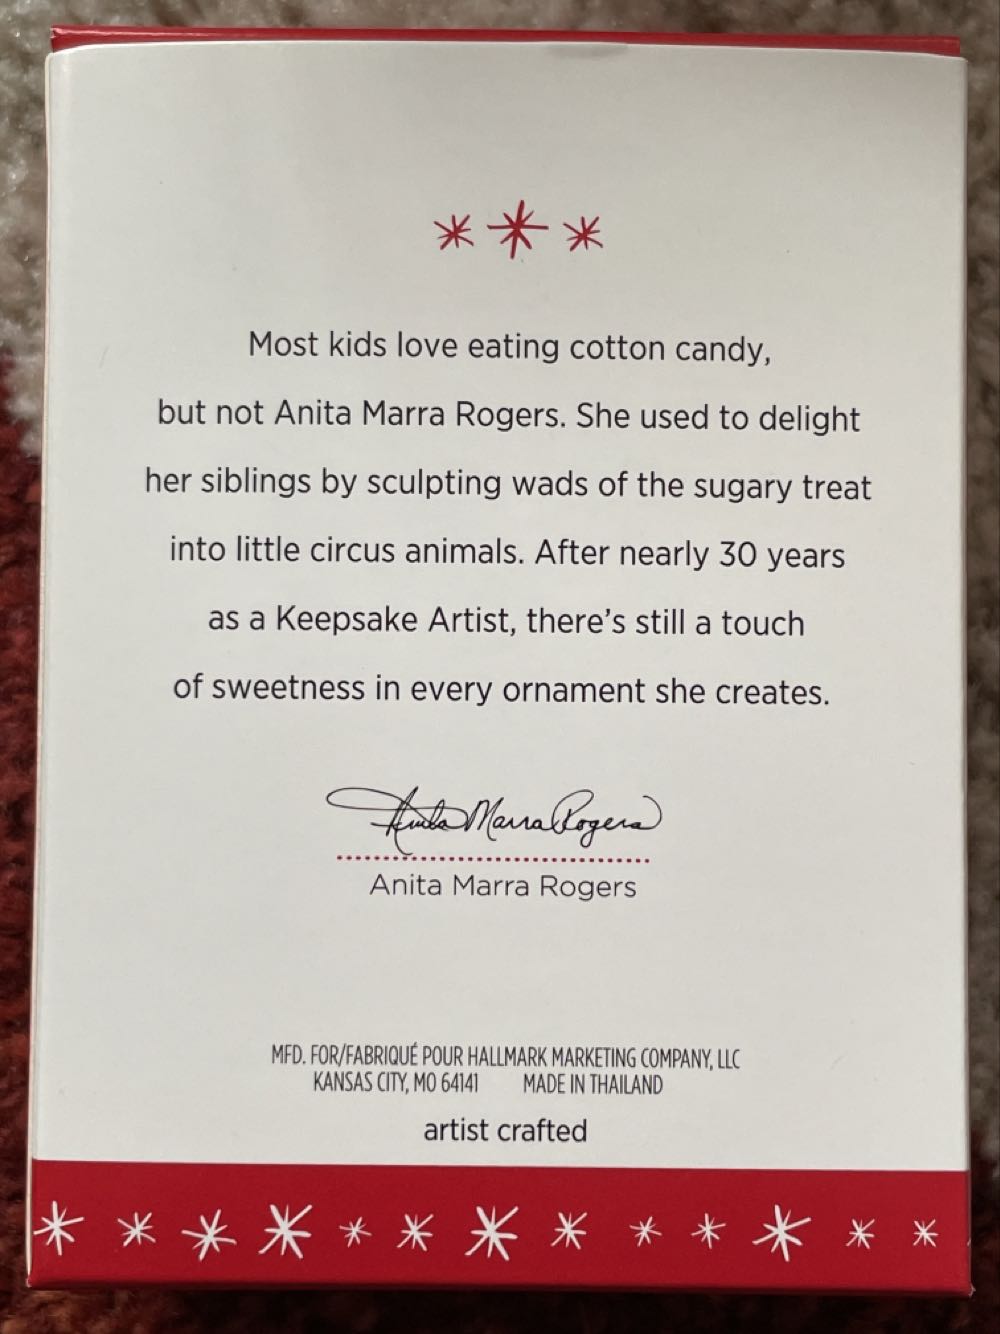 Most kids love eating cotton candy,
but not Anita Marra Rogers. She used to delight
her siblings by sculpting wads of the sugary treat
into little circus animals. After nearly 30 years
as a Keepsake Artist, there's still a touch
of sweetness in every ornament she creates.
Anita Marra Rogers
Anita Marra Rogers
MFD. FOR/FABRIQUÉ POUR HALLMARK MARKETING COMPANY, LLC
KANSAS CITY, MO 64141 MADE IN THAILAND
artist crafted